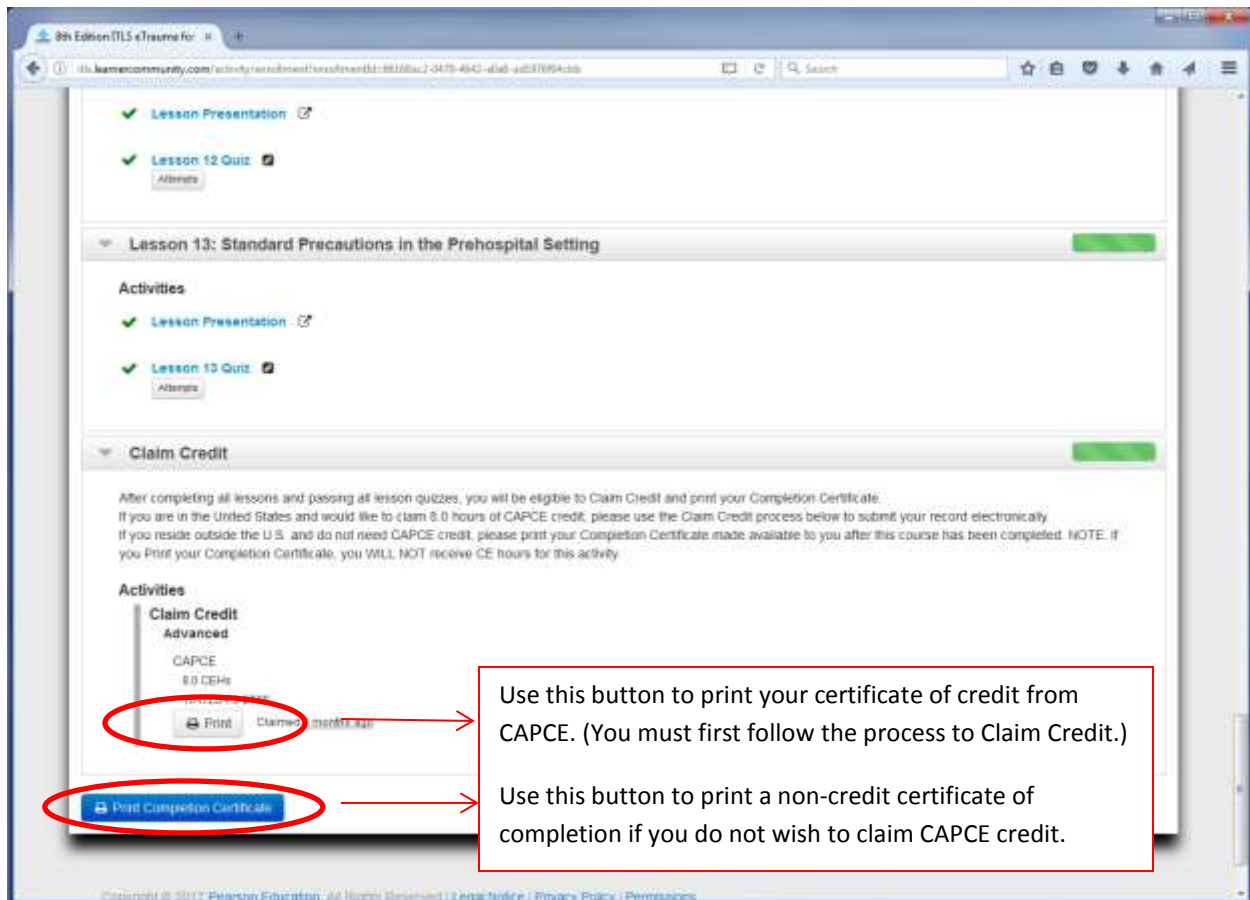 8th Edition ITLS eTrauma for
learnercommunity.com/activity/enrollment?enrollmentId=
Search
Lesson Presentation
Lesson 12 Quiz
Attempts
Lesson 13: Standard Precautions in the Prehospital Setting
Activities
Lesson Presentation
Lesson 13 Quiz
Attempts
Claim Credit
After completing all lessons and passing all lesson quizzes, you will be eligible to Claim Credit and print your Completion Certificate.
If you are in the United States and would like to claim 8.0 hours of CAPCE credit, please use the Claim Credit process below to submit your record electronically.
If you reside outside the U.S. and do not need CAPCE credit, please print your Completion Certificate made available to you after this course has been completed. NOTE: If
you Print your Completion Certificate, you WILL NOT receive CE hours for this activity.
Activities
Claim Credit
Advanced
CAPCE
8.0 CEHs
Print Claimed months ago
Use this button to print your certificate of credit from
CAPCE. (You must first follow the process to Claim Credit.)
Print Completion Certificate
Use this button to print a non-credit certificate of
completion if you do not wish to claim CAPCE credit.
Copyright © 2017 Pearson Education. All Rights Reserved | Legal Notice | Privacy Policy | Permissions